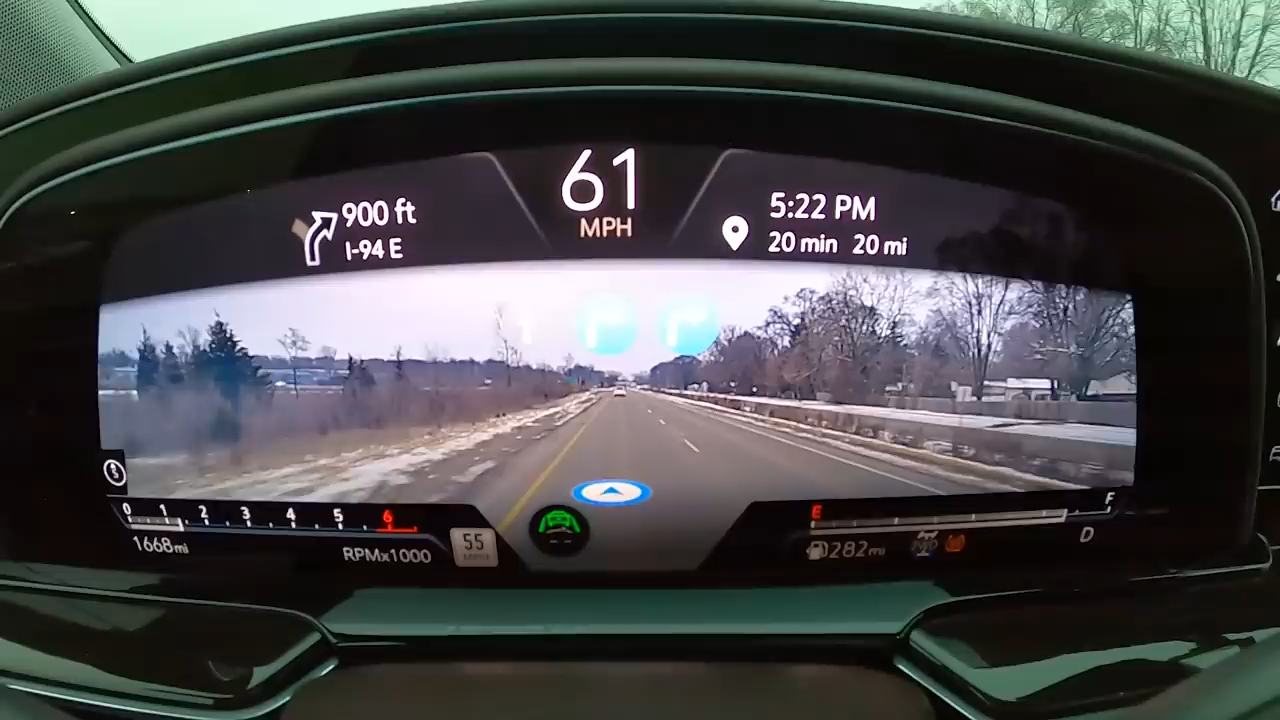 61
MPH
900 ft
I-94 E
5:22 PM
20 min 20 mi
0 1 2 3 4 5 6
1668mi
RPMx1000
55
E
F
282mi
D